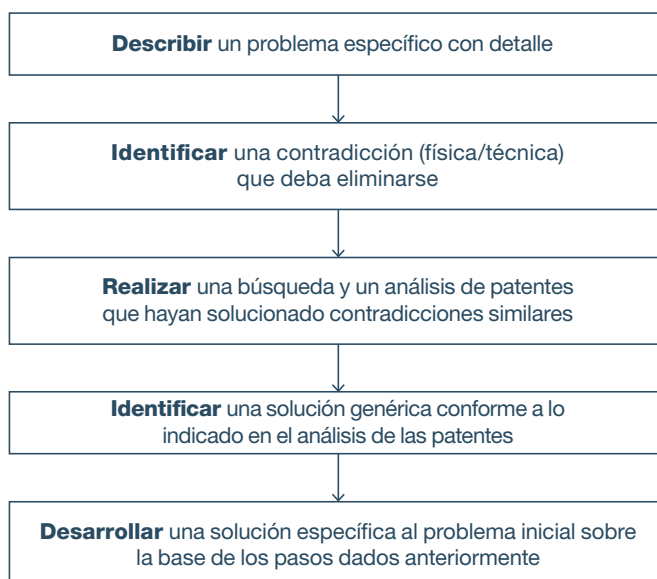 Describir un problema específico con detalle
Identificar una contradicción (física/técnica)
que deba eliminarse
Realizar una búsqueda y un análisis de patentes
que hayan solucionado contradicciones similares
Identificar una solución genérica conforme a lo
indicado en el análisis de las patentes
Desarrollar una solución específica al problema inicial sobre
la base de los pasos dados anteriormente